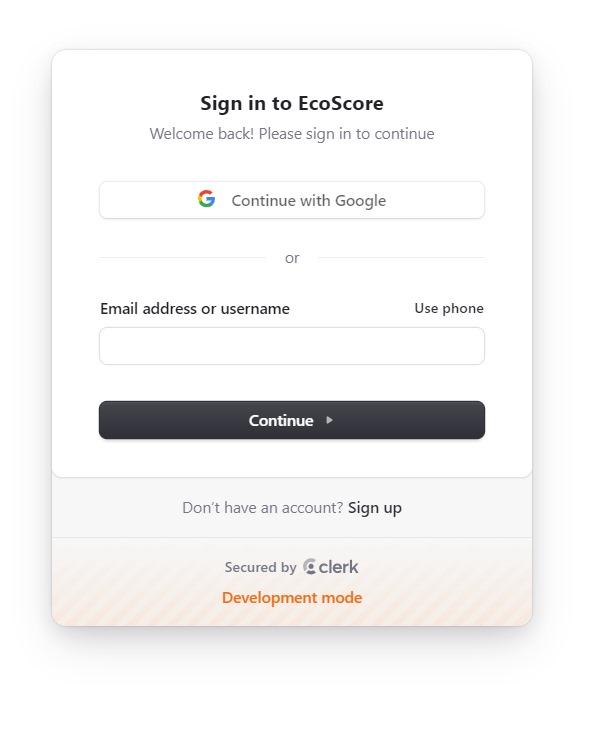 Sign in to EcoScore
Welcome back! Please sign in to continue
Continue with Google
or
Email address or username Use phone
Continue
Don't have an account? Sign up
Secured by clerk
Development mode